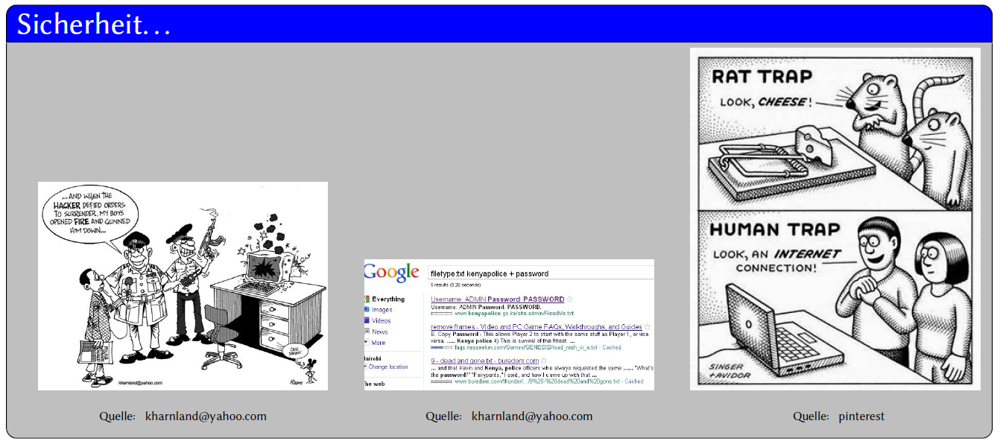 Sicherheit...
...AND WHEN THE
HACKER DEFIED ORDERS
TO SURRENDER, MY BOYS
OPENED FIRE AND GUNNED
HIM DOWN...
kharnland@yahoo.com
Quelle: kharnland@yahoo.com
Google
filetype:txt kenyapolice + password
5 results (0.26 seconds)
Everything
Images
Videos
News
More
Nairobi
Change location
The web
Username: ADMIN Password: PASSWORD
Username: ADMIN Password: PASSWORD.
www.kenyapolice.go.ke/site-admin/ReadMe.txt
remove frames - Video and PC Game FAQs, Walkthroughs, and Guides
E. Copy Password - This allows Player 2 to start with the same stuff as Player 1, or vice
versa. ..... Kenya police 4) This is survival of the fittest. ...
faqs.neoseeker.com/Games/GENESIS/road_rash_iii_a.txt - Cached
9 - dead and gone.txt - buredom.com
... and that Kevin and Kenya, police officers who always requested the same ...... "What's
the password?" "Fairypants," I said, and how I came up with that ...
www.buredom.com/thunder/.../9%20-%20dead%20and%20gone.txt - Cached
Quelle: kharnland@yahoo.com
RAT TRAP
LOOK, CHEESE!
HUMAN TRAP
LOOK, AN INTERNET
CONNECTION!
SINGER
+AVIDOR
Quelle: pinterest